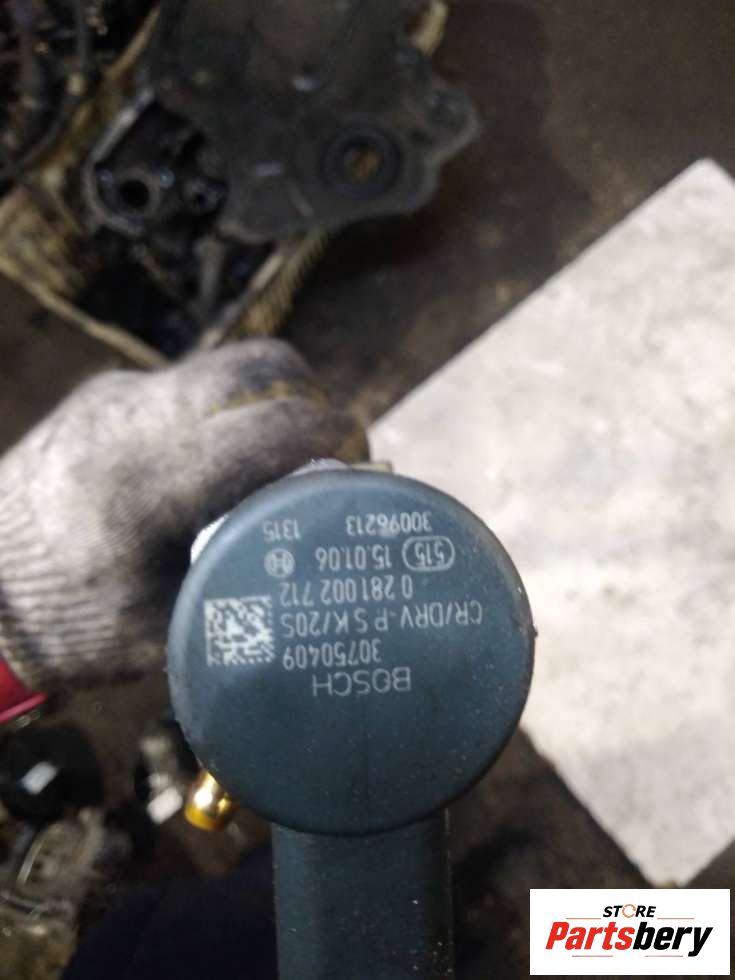 BOSCH
30750409
CR/DRV-P S K/20S
0 281 002 712
515 15.01.06
30096213 1315
STORE
Partsbery